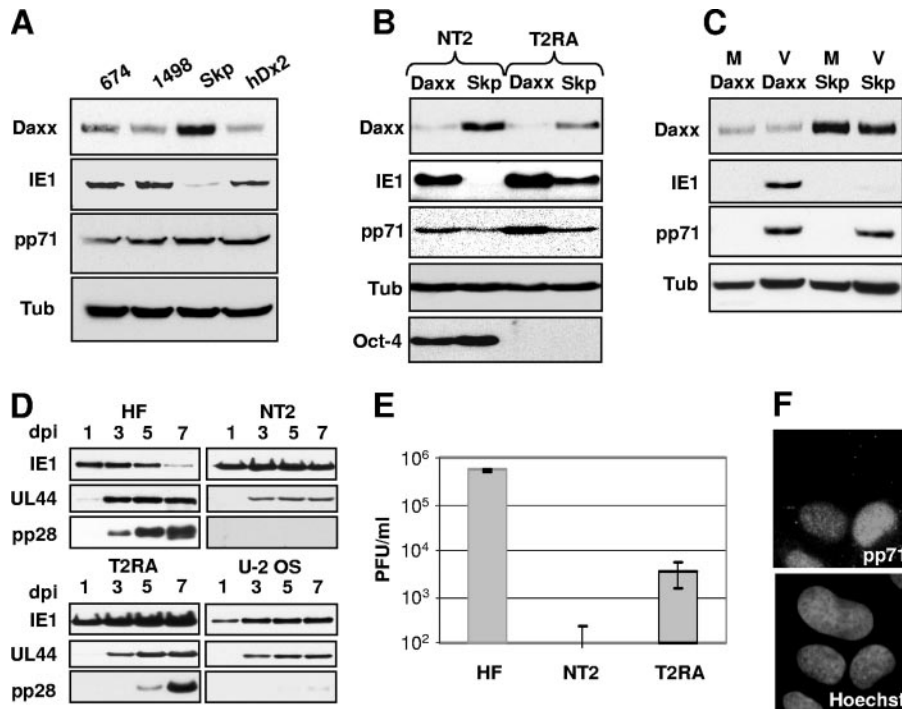 A
674 1498 Skp hDx2
Daxx
IE1
pp71
Tub
B
NT2 T2RA
Daxx Skp Daxx Skp
Daxx
IE1
pp71
Tub
Oct-4
C
M V M V
Daxx Daxx Skp Skp
Daxx
IE1
pp71
Tub
D
HF NT2
dpi 1 3 5 7 1 3 5 7
IE1
UL44
pp28
T2RA U-2 OS
dpi 1 3 5 7 1 3 5 7
IE1
UL44
pp28
E
PFU/ml
10⁶
10⁵
10⁴
10³
10²
HF NT2 T2RA
F
pp71
Hoechst